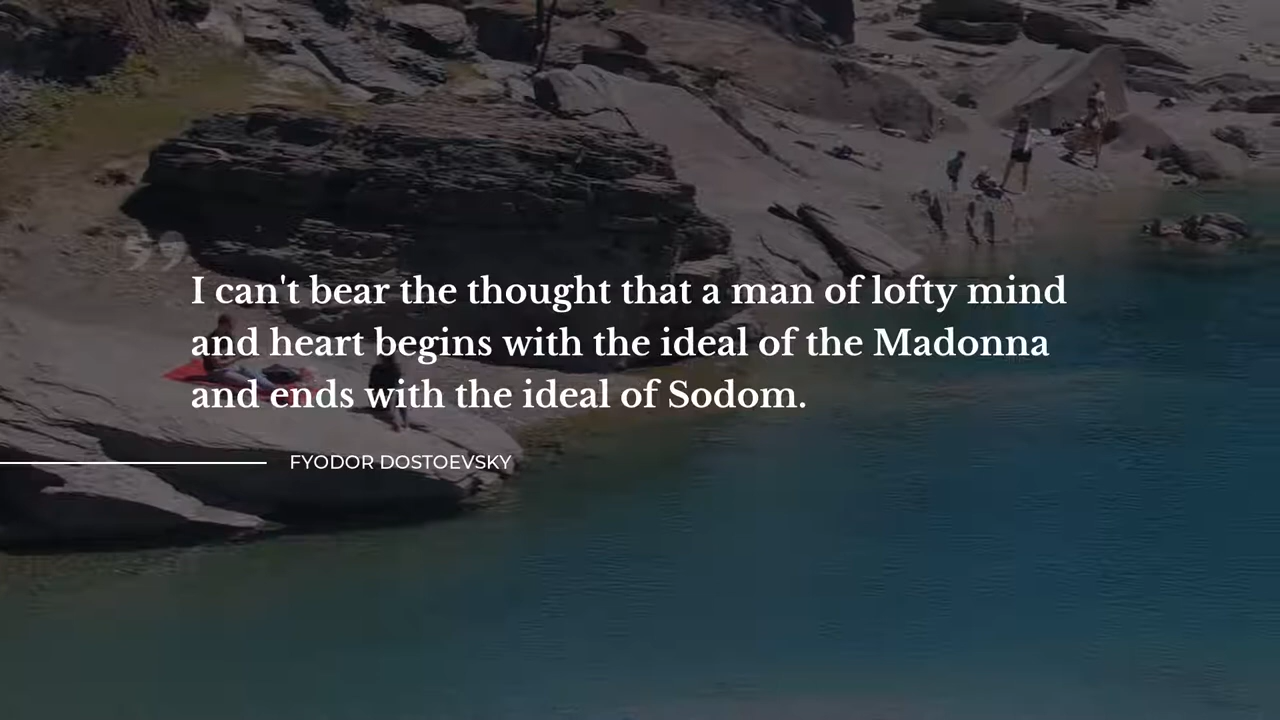 I can't bear the thought that a man of lofty mind
and heart begins with the ideal of the Madonna
and ends with the ideal of Sodom.
FYODOR DOSTOEVSKY